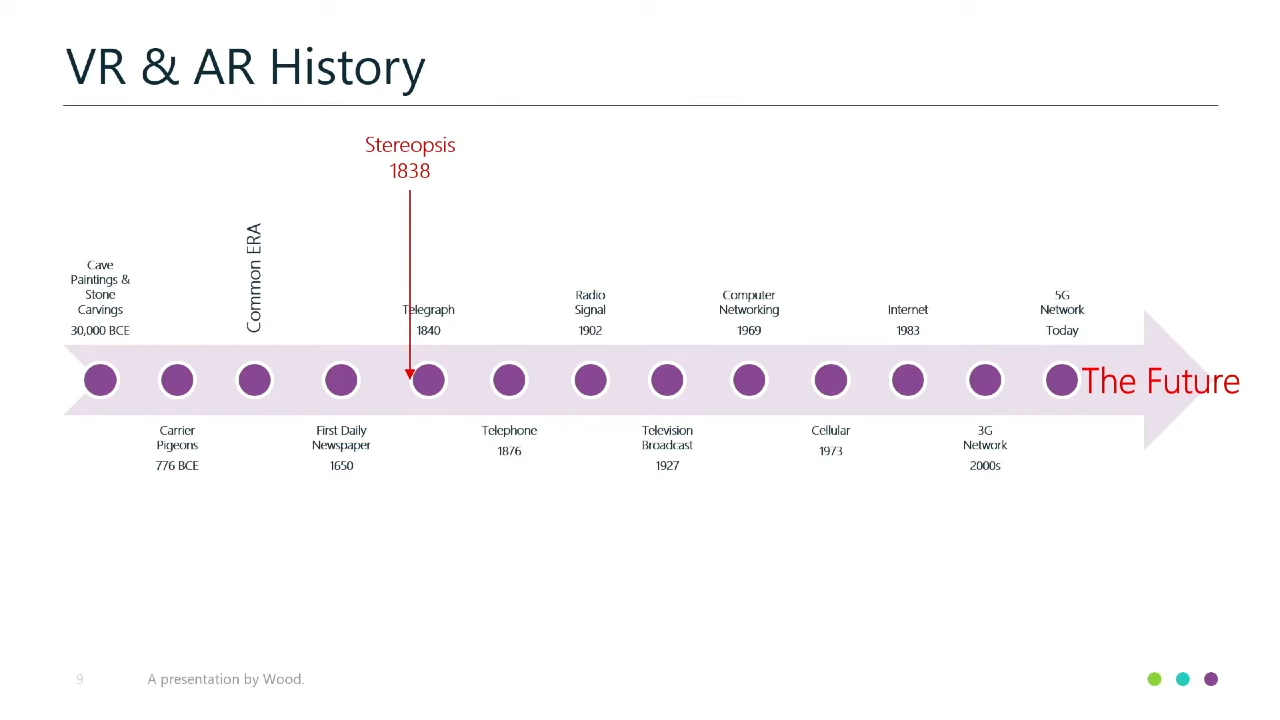 VR & AR History
Stereopsis
1838
Common ERA
Cave
Paintings &
Stone
Carvings
30,000 BCE
Telegraph
1840
Radio
Signal
1902
Computer
Networking
1969
Internet
1983
5G
Network
Today
The Future
Carrier
Pigeons
776 BCE
First Daily
Newspaper
1650
Telephone
1876
Television
Broadcast
1927
Cellular
1973
3G
Network
2000s
9
A presentation by Wood.